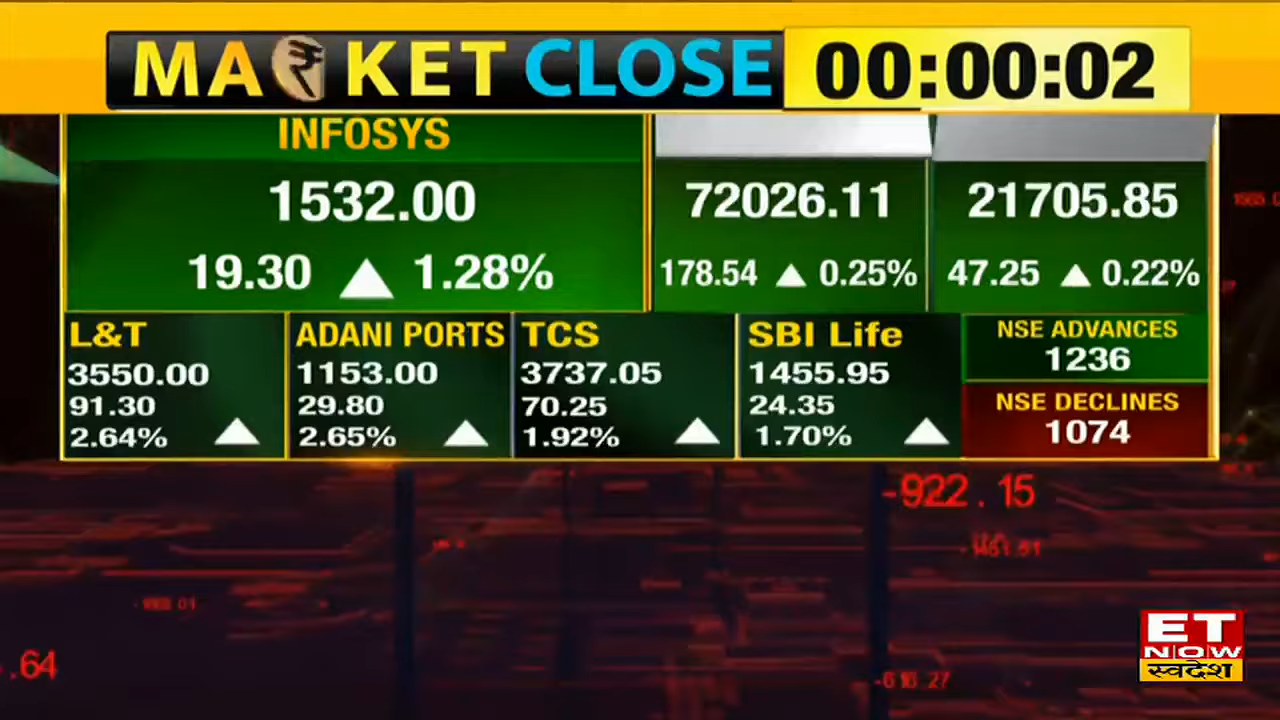 MA₹KET CLOSE 00:00:02
INFOSYS
1532.00
19.30 ▲ 1.28%
72026.11
178.54 ▲ 0.25%
21705.85
47.25 ▲ 0.22%
L&T
3550.00
91.30
2.64%
ADANI PORTS
1153.00
29.80
2.65%
TCS
3737.05
70.25
1.92%
SBI Life
1455.95
24.35
1.70%
NSE ADVANCES
1236
NSE DECLINES
1074
-922.15
.64
ET
NOW
स्वदेश